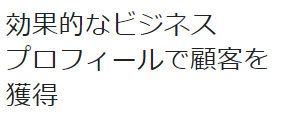 効果的なビジネス
プロフィールで顧客を
獲得